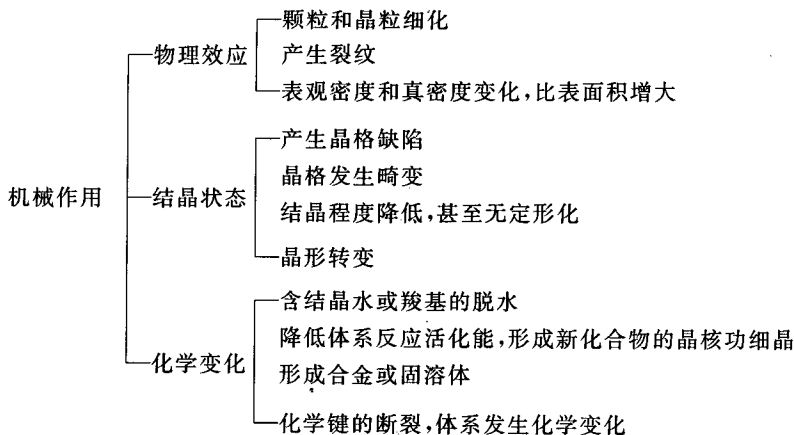 颗粒和晶粒细化
物理效应
产生裂纹
表观密度和真密度变化,比表面积增大
产生晶格缺陷
晶格发生畸变
机械作用
结晶状态
结晶程度降低,甚至无定形化
晶形转变
含结晶水或羧基的脱水
降低体系反应活化能,形成新化合物的晶核功细晶
化学变化
形成合金或固溶体
化学键的断裂,体系发生化学变化